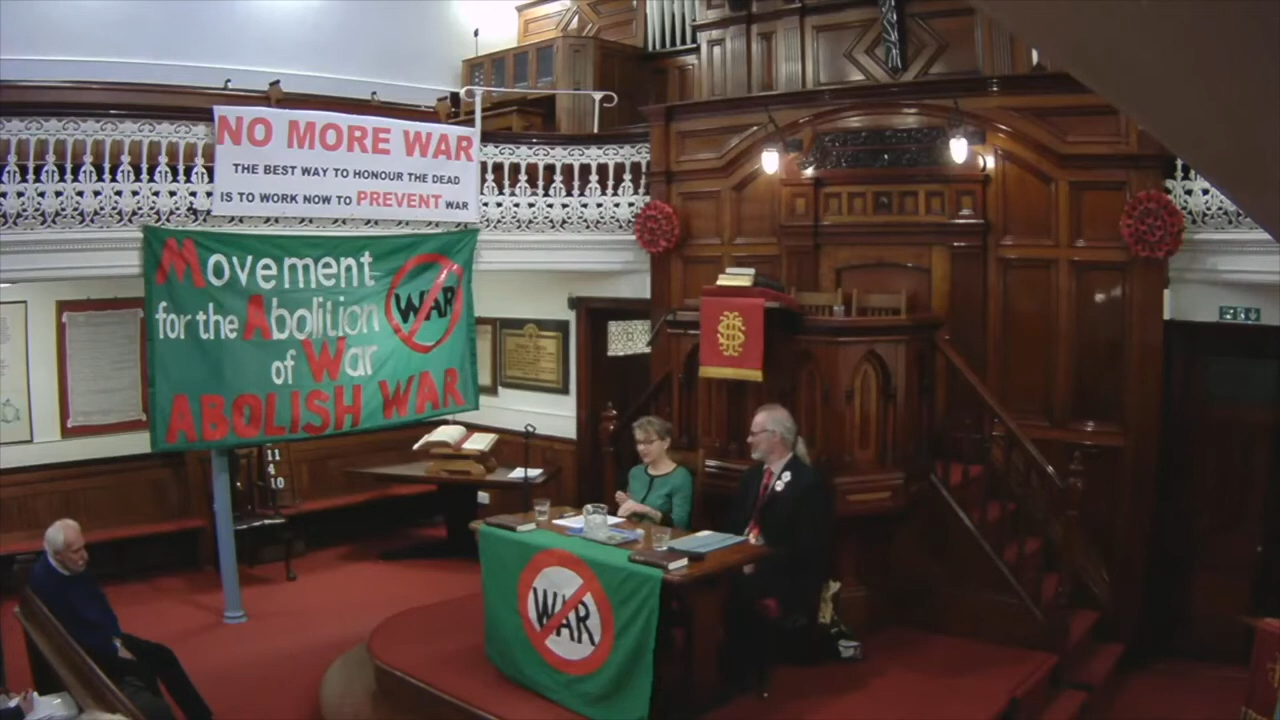 NO MORE WAR
THE BEST WAY TO HONOUR THE DEAD
IS TO WORK NOW TO PREVENT WAR
Movement
for the Abolition
of War
WAR
ABOLISH WAR
11
4
10
IHS
WAR